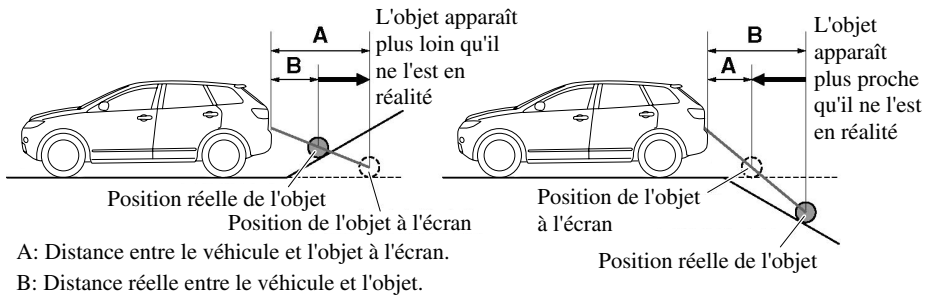 A
B
L'objet apparaît
plus loin qu'il
ne l'est en
réalité
Position réelle de l'objet
Position de l'objet à l'écran
B
A
L'objet
apparaît
plus proche
qu'il ne l'est
en réalité
Position de l'objet
à l'écran
Position réelle de l'objet
A: Distance entre le véhicule et l'objet à l'écran.
B: Distance réelle entre le véhicule et l'objet.